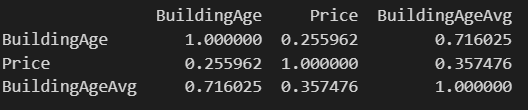 BuildingAge Price BuildingAgeAvg
BuildingAge 1.000000 0.255962 0.716025
Price 0.255962 1.000000 0.357476
BuildingAgeAvg 0.716025 0.357476 1.000000